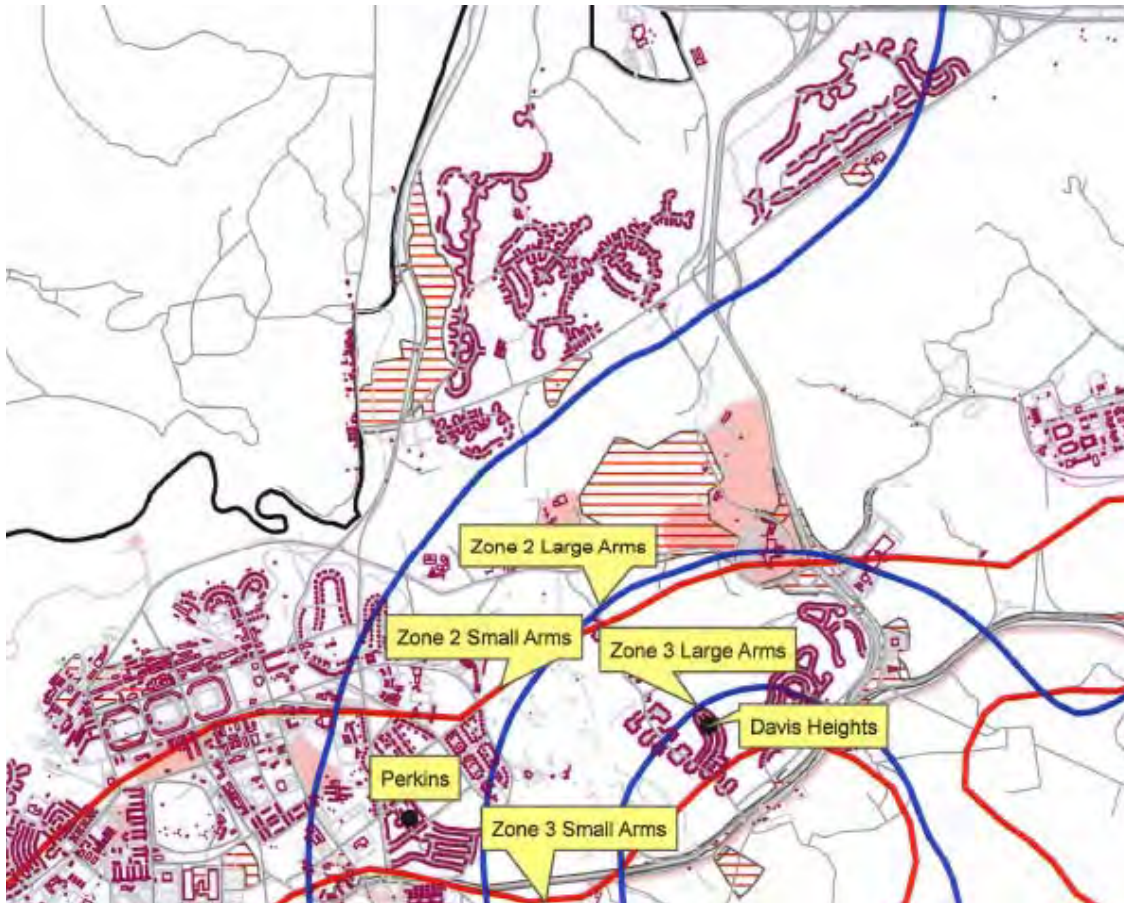 Zone 2 Large Arms
Zone 2 Small Arms
Zone 3 Large Arms
Davis Heights
Perkins
Zone 3 Small Arms